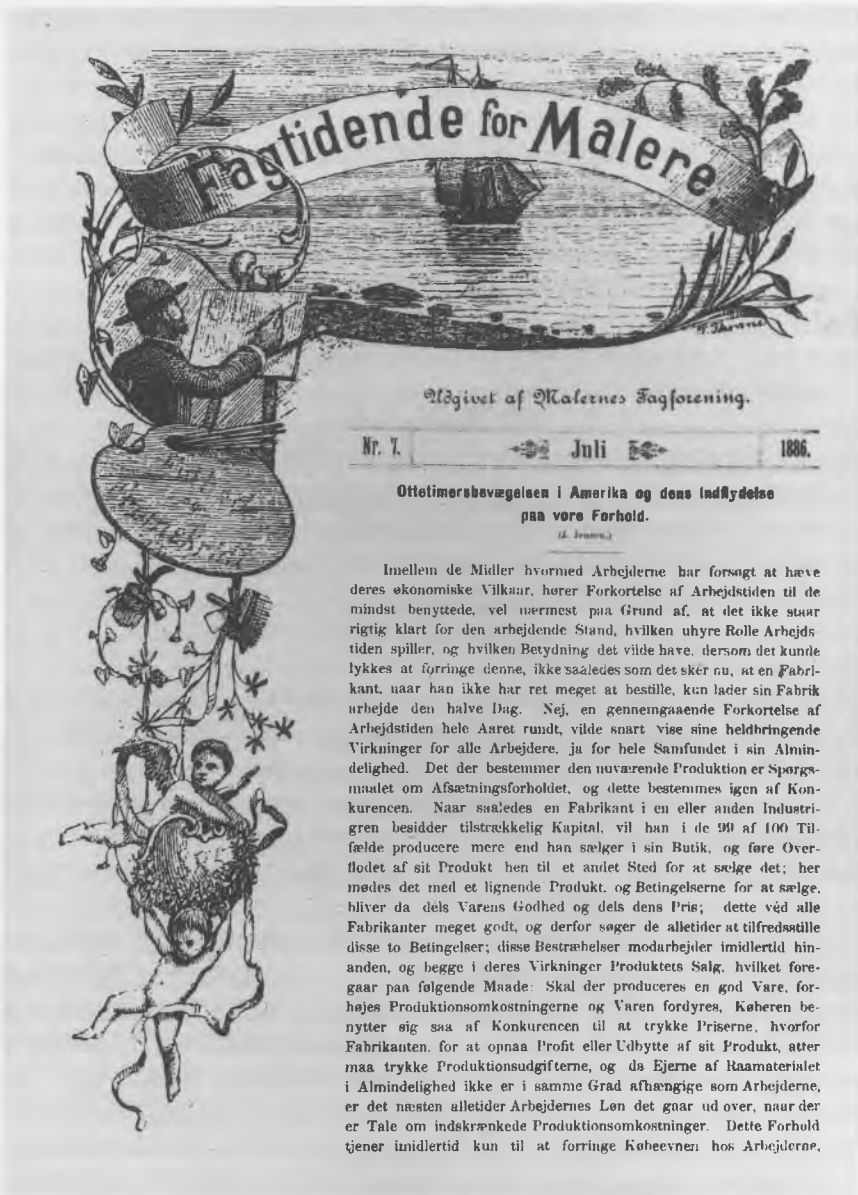 Fagtidende for Malere.
F. Thorone
Udgivet af Malernes Fagforening.
Nr. 7. Juli 1886.
Ottetimersbevægelsen i Amerika og dens Indflydelse
paa vore Forhold.
(J. Jensen.)
Imellem de Midler hvormed Arbejderne har forsøgt at hæve
deres økonomiske Vilkaar, hører Forkortelse af Arbejdstiden til de
mindst benyttede, vel nærmest paa Grund af, at det ikke staar
rigtig klart for den arbejdende Stand, hvilken uhyre Rolle Arbejds
tiden spiller, og hvilken Betydning det vilde have, dersom det kunde
lykkes at forringe denne, ikke saaledes som det sker nu, at en Fabri-
kant, naar han ikke har ret meget at bestille, kun lader sin Fabrik
arbejde den halve Dag. Nej, en gennemgaaende Forkortelse af
Arbejdstiden hele Aaret rundt, vilde snart vise sine heldbringende
Virkninger for alle Arbejdere, ja for hele Samfundet i sin Almin-
delighed. Det der bestemmer den nuværende Produktion er Spørgs-
maalet om Afsætningsforholdet, og dette bestemmes igen af Kon-
kurencen. Naar saaledes en Fabrikant i en eller anden Industri-
gren besidder tilstrækkelig Kapital, vil han i de 99 af 100 Til-
fælde producere mere end han sælger i sin Butik, og føre Over-
flodet af sit Produkt hen til et andet Sted for at sælge det; her
mødes det med et lignende Produkt, og Betingelserne for at sælge,
bliver da dels Varens Godhed og dels dens Pris; dette véd alle
Fabrikanter meget godt, og derfor søger de alletider at tilfredsstille
disse to Betingelser; disse Bestræbelser modarbejder imidlertid hin-
anden, og begge i deres Virkninger Produktets Salg, hvilket fore-
gaar paa følgende Maade: Skal der produceres en god Vare, for-
højes Produktionsomkostningerne og Varen fordyres, Køberen be-
nytter sig saa af Konkurencen til at trykke Priserne, hvorfor
Fabrikanten, for at opnaa Profit eller Udbytte af sit Produkt, atter
maa trykke Produktionsudgifterne, og da Ejerne af Raamaterialet
i Almindelighed ikke er i samme Grad afhængige som Arbejderne,
er det næsten alletider Arbejdernes Løn det gaar ud over, naar der
er Tale om indskrænkede Produktionsomkostninger. Dette Forhold
tjener imidlertid kun til at forringe Købeevnen hos Arbejderne,